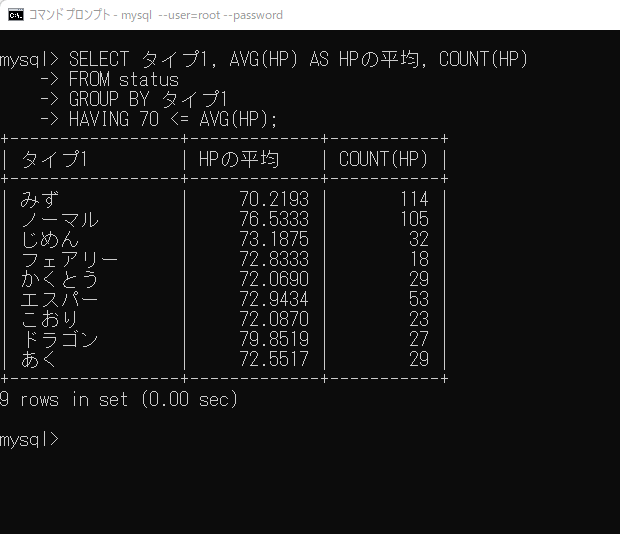 コマンド プロンプト - mysql  --user=root --password
mysql> SELECT タイプ1, AVG(HP) AS HPの平均, COUNT(HP)
    -> FROM status
    -> GROUP BY タイプ1
    -> HAVING 70 <= AVG(HP);
+-----------------+-------------+-----------+
| タイプ1         | HPの平均    | COUNT(HP) |
+-----------------+-------------+-----------+
| みず            |     70.2193 |       114 |
| ノーマル        |     76.5333 |       105 |
| じめん          |     73.1875 |        32 |
| フェアリー      |     72.8333 |        18 |
| かくとう        |     72.0690 |        29 |
| エスパー        |     72.9434 |        53 |
| こおり          |     72.0870 |        23 |
| ドラゴン        |     79.8519 |        27 |
| あく            |     72.5517 |        29 |
+-----------------+-------------+-----------+
9 rows in set (0.00 sec)
mysql>